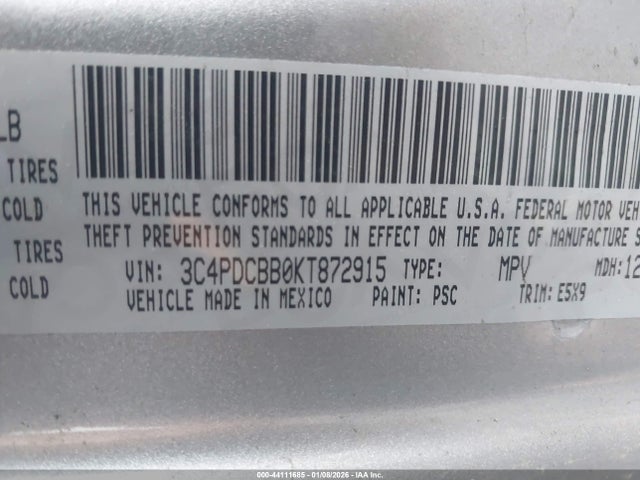 LB
TIRES
COLD
TIRES
COLD
THIS VEHICLE CONFORMS TO ALL APPLICABLE U.S.A. FEDERAL MOTOR VEH
THEFT PREVENTION STANDARDS IN EFFECT ON THE DATE OF MANUFACTURE S
VIN: 3C4PDCBB0KT872915 TYPE: MPV MDH: 12
VEHICLE MADE IN MEXICO PAINT: PSC TRIM: E5X9
000-44111685 | 01/08/2026 | IAA Inc.